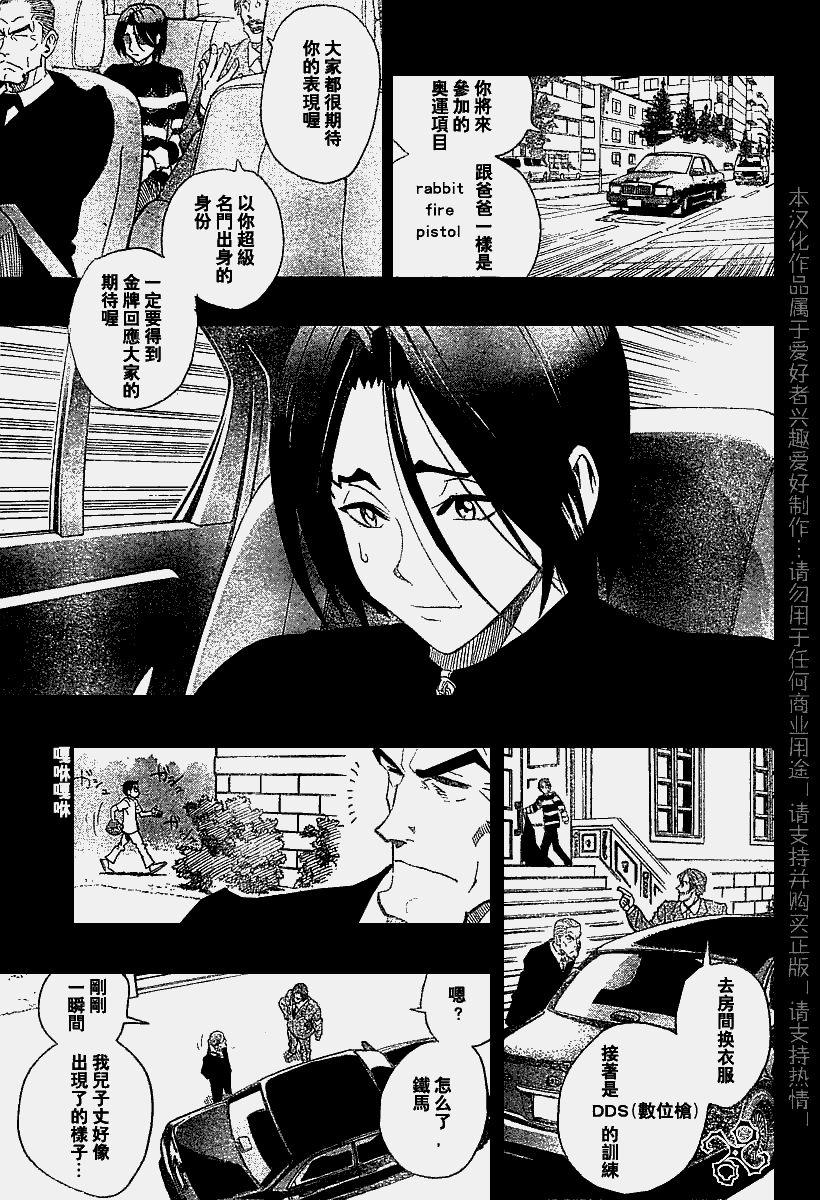 你將來
參加的
奧運項目
跟爸爸一樣是
rabbit
fire
pistol
大家都很期待
你的表現喔
以你超級
名門出身的
身份
一定要得到
金牌回應大家的
期待喔
去房間換衣服
接著是
DDS(數位槍)
的訓練
ガシュ
ガシュ
嗯?
怎么了,
鐵馬
剛剛
一瞬間
我兒子丈好像
出現了的樣子…
本汉化作品属于爱好者兴趣爱好制作…请勿用于任何商业用途—请支持并购买正版—请支持热情—